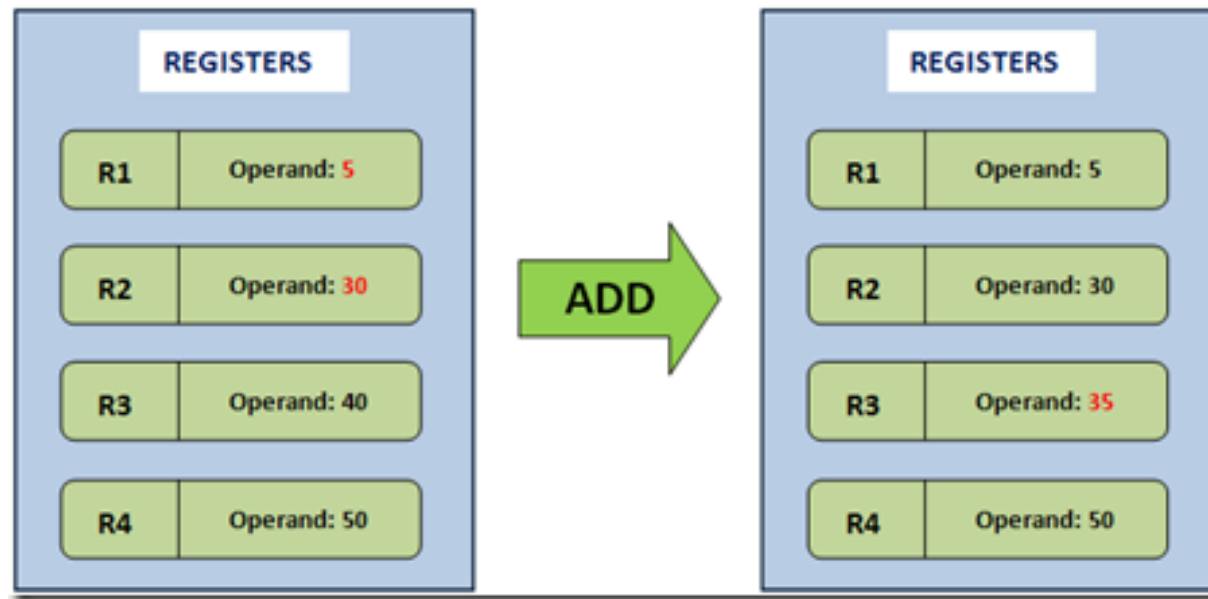 REGISTERS
R1 Operand: 5
R2 Operand: 30
R3 Operand: 40
R4 Operand: 50
ADD
REGISTERS
R1 Operand: 5
R2 Operand: 30
R3 Operand: 35
R4 Operand: 50